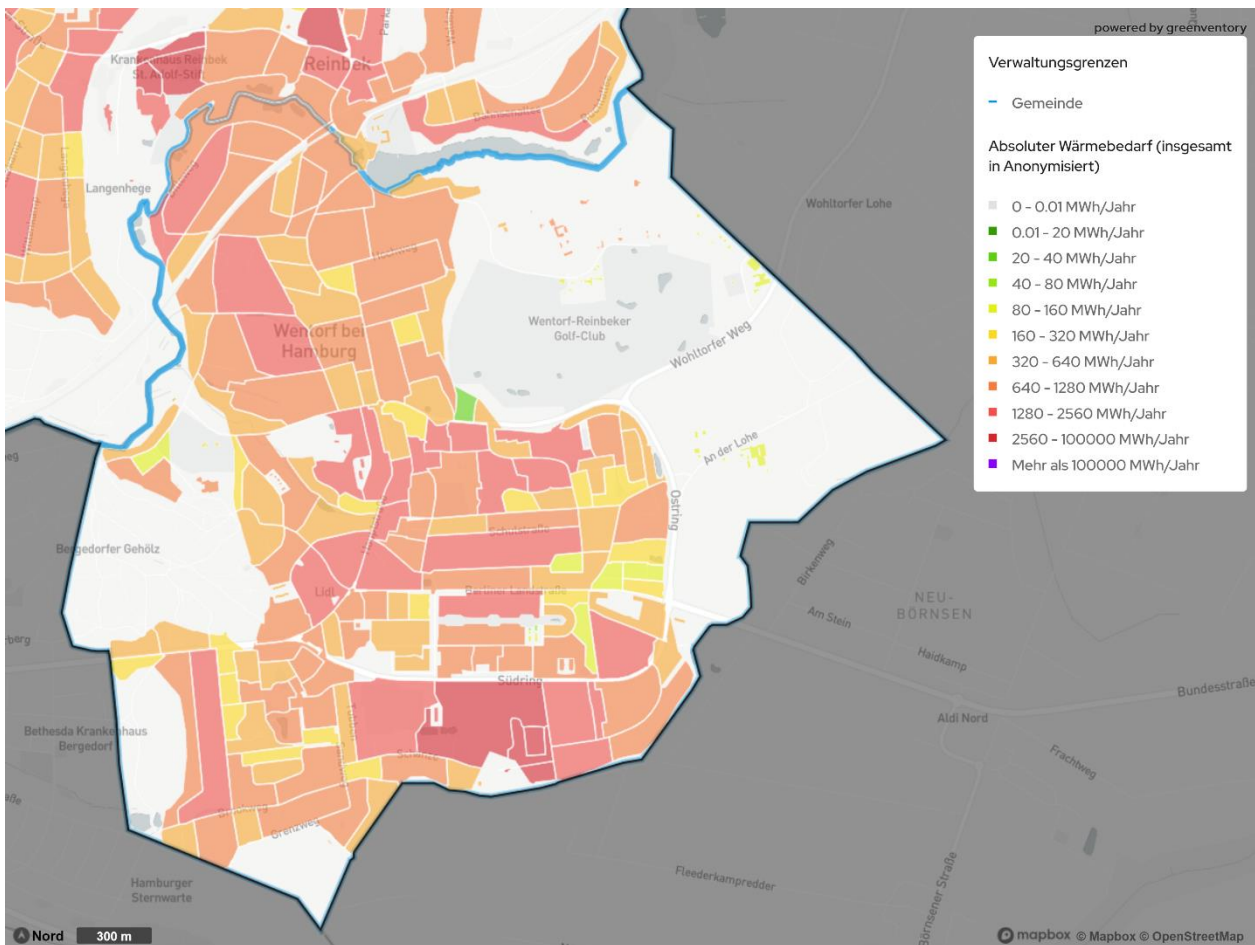 powered by greenventory
Verwaltungsgrenzen
Gemeinde
Absoluter Wärmebedarf (insgesamt
in Anonymisiert)
0 - 0.01 MWh/Jahr
0.01 - 20 MWh/Jahr
20 - 40 MWh/Jahr
40 - 80 MWh/Jahr
80 - 160 MWh/Jahr
160 - 320 MWh/Jahr
320 - 640 MWh/Jahr
640 - 1280 MWh/Jahr
1280 - 2560 MWh/Jahr
2560 - 100000 MWh/Jahr
Mehr als 100000 MWh/Jahr
Krankenhaus Reinbek
St. Adolf-Stift
Reinbek
Langenhege
Wohltorfer Lohe
Wentorf bei
Hamburg
Wentorf-Reinbeker
Golf-Club
Wohltorfer Weg
An der Lohe
Ostring
Schulstraße
Bergedorfer Gehölz
Lidl
Berliner Landstraße
Birkenweg
NEU-
BÖRNSEN
Am Stein
Haidkamp
Südring
Bundesstraße
Aldi Nord
Bethesda Krankenhaus
Bergedorf
Frachtweg
Grenzweg
Hamburger
Sternwarte
Fleederkampredder
Börnsener Straße
Nord
300 m
mapbox © Mapbox © OpenStreetMap